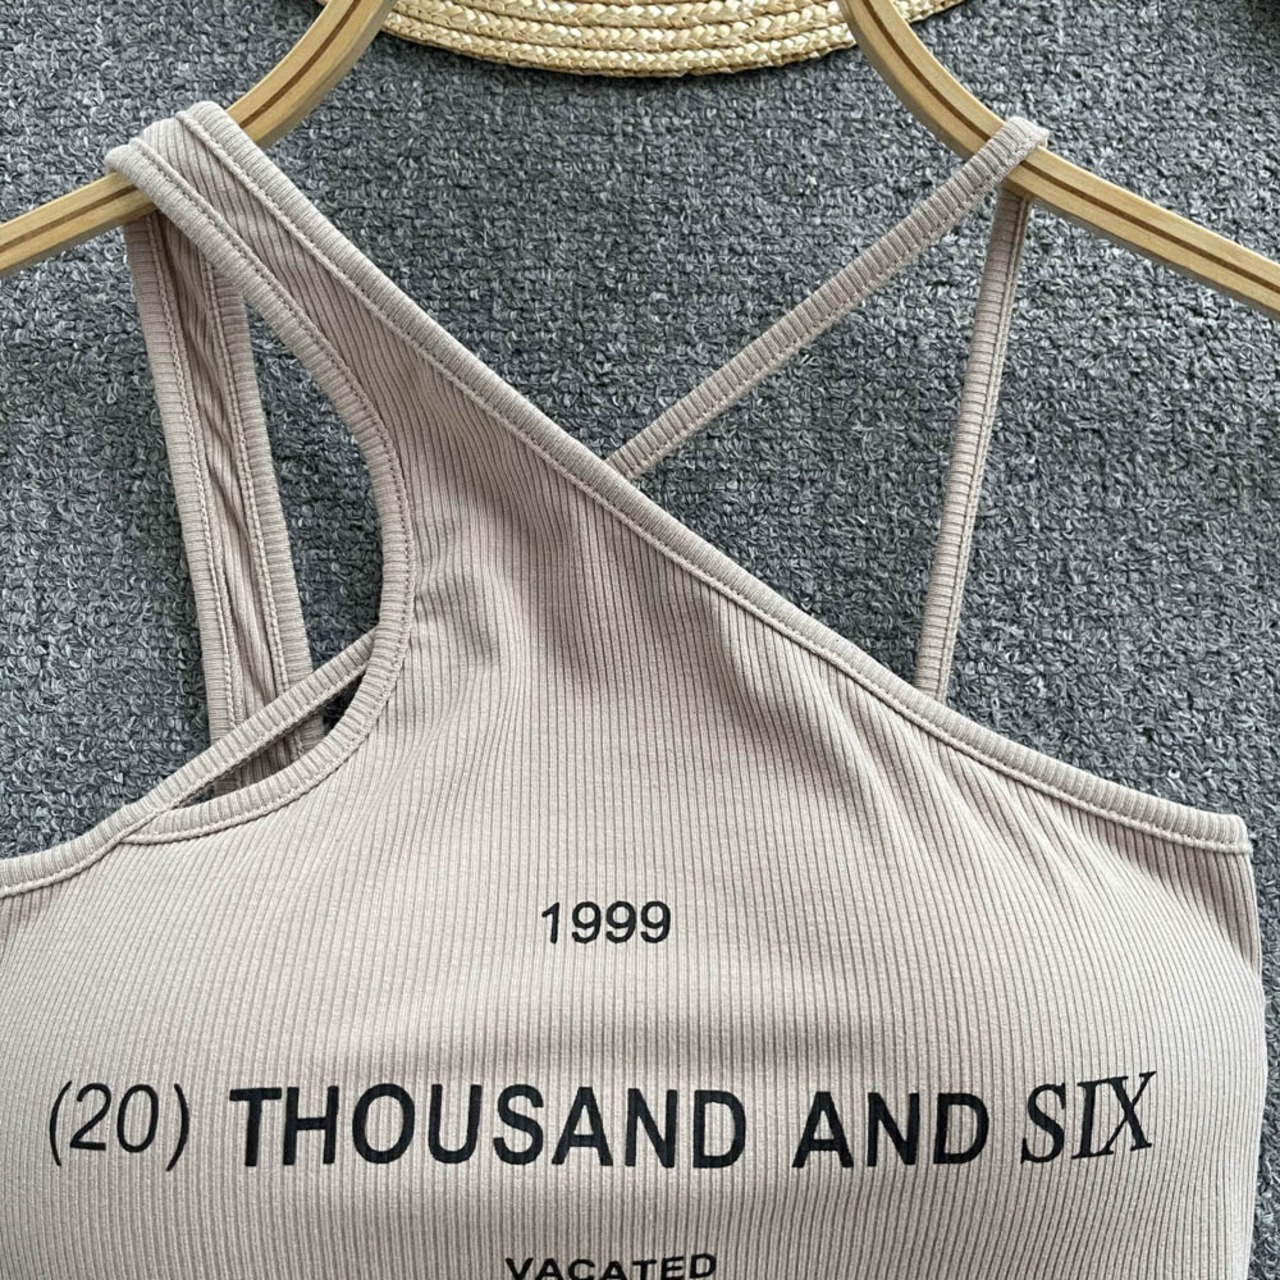 1999
(20) THOUSAND AND SIX
VACATED